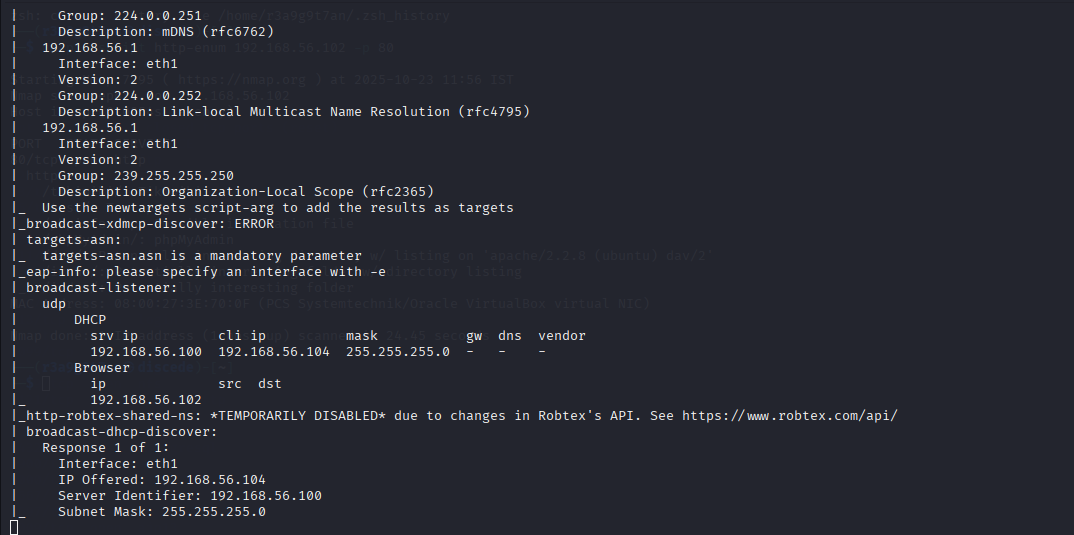 |     Group: 224.0.0.251
|     Description: mDNS (rfc6762)
|   192.168.56.1
|     Interface: eth1
|     Version: 2
|     Group: 224.0.0.252
|     Description: Link-local Multicast Name Resolution (rfc4795)
|   192.168.56.1
|     Interface: eth1
|     Version: 2
|     Group: 239.255.255.250
|     Description: Organization-Local Scope (rfc2365)
|_  Use the newtargets script-arg to add the results as targets
|_broadcast-xdmcp-discover: ERROR
| targets-asn:
|_  targets-asn.asn is a mandatory parameter
|_eap-info: please specify an interface with -e
| broadcast-listener:
|   udp
|       DHCP
|         srv ip          cli ip          mask           gw  dns  vendor
|         192.168.56.100  192.168.56.104  255.255.255.0  -   -    -
|       Browser
|         ip              src  dst
|_        192.168.56.102
|_http-robtex-shared-ns: *TEMPORARILY DISABLED* due to changes in Robtex's API. See https://www.robtex.com/api/
| broadcast-dhcp-discover:
|   Response 1 of 1:
|     Interface: eth1
|     IP Offered: 192.168.56.104
|     Server Identifier: 192.168.56.100
|_    Subnet Mask: 255.255.255.0